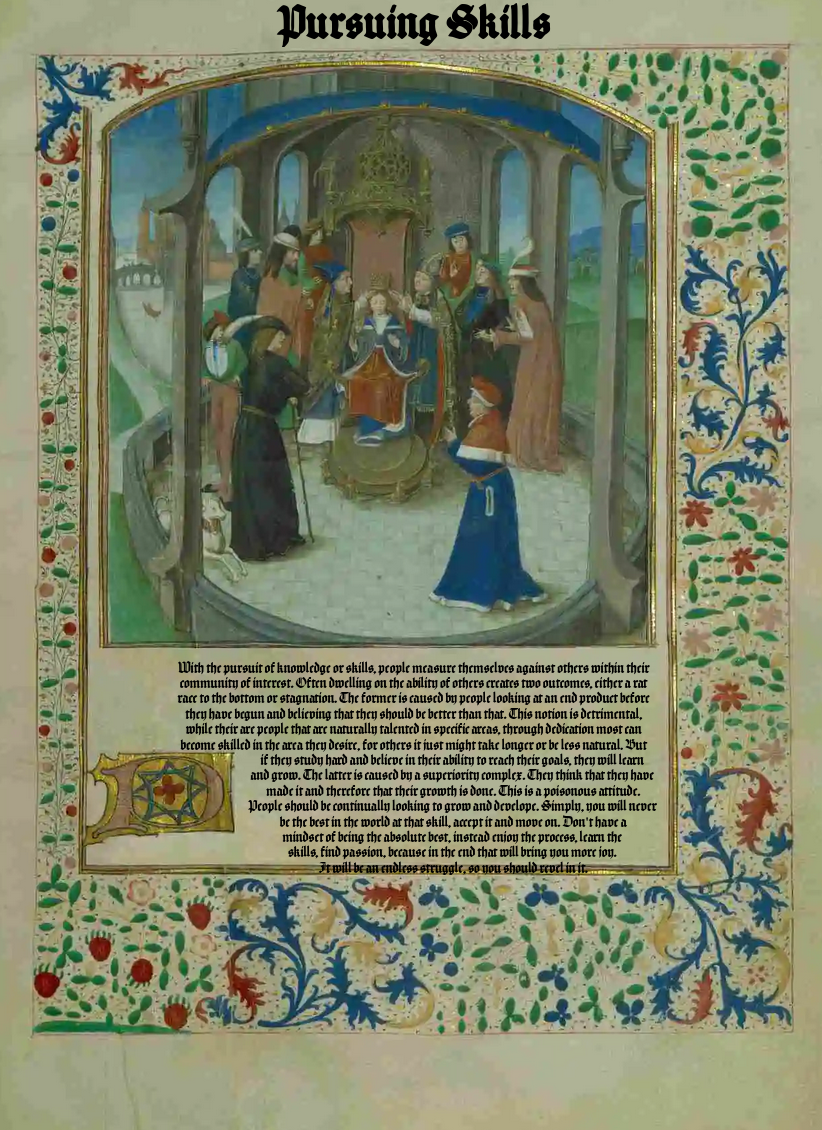 Pursuing Skills
With the pursuit of knowledge or skills, people measure themselves against others within their
community of interest. Often dwelling on the ability of others creates two outcomes, either a rat
race to the bottom or stagnation. The former is caused by people looking at an end product before
they have begun and believing that they should be better than that. This notion is detrimental,
while their are people that are naturally talented in specific areas, through dedication most can
become skilled in the area they desire, for others it just might take longer or be less natural. But
if they study hard and believe in their ability to reach their goals, they will learn
and grow. The latter is caused by a superiority complex. They think that they have
made it and therefore that their growth is done. This is a poisonous attitude.
People should be continually looking to grow and develope. Simply, you will never
be the best in the world at that skill, accept it and move on. Don't have a
mindset of being the absolute best, instead enjoy the process, learn the
skills, find passion, because in the end that will bring you more joy.
It will be an endless struggle, so you should revel in it.